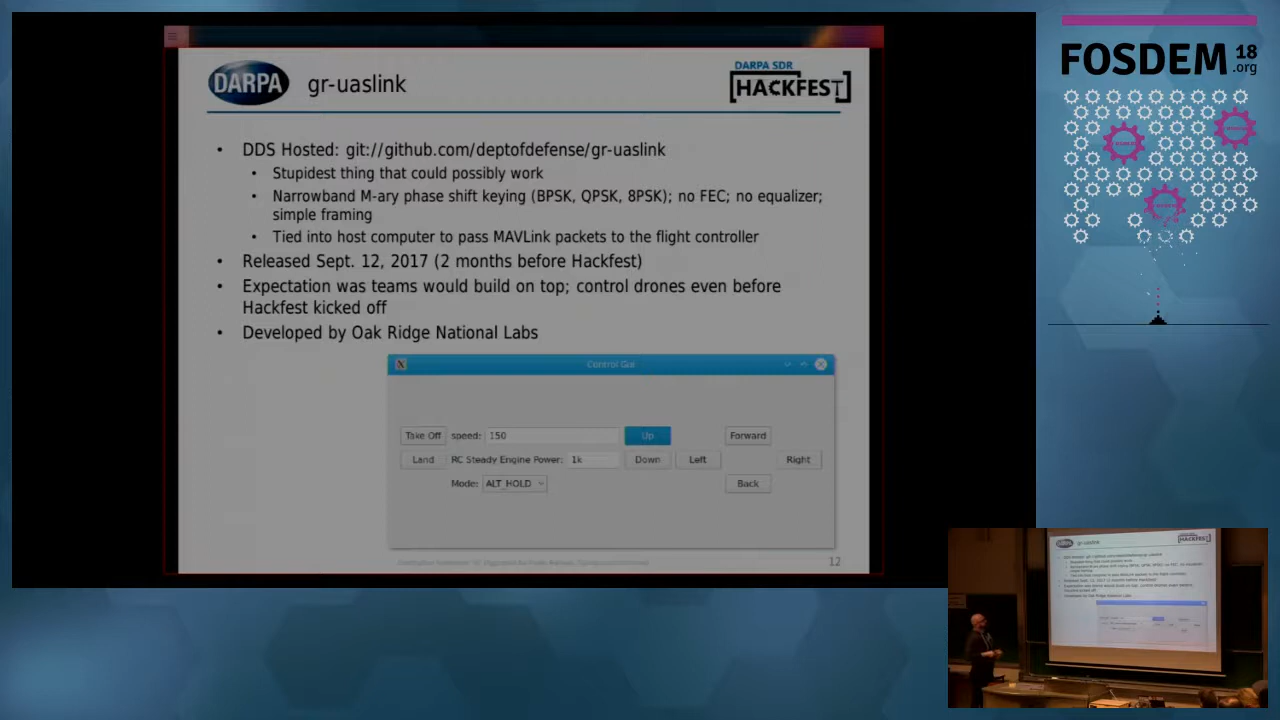 DARPA
gr-uaslink
DARPA SDR
HACKFEST
• DDS Hosted: git://github.com/deptofdefense/gr-uaslink
• Stupidest thing that could possibly work
• Narrowband M-ary phase shift keying (BPSK, QPSK, 8PSK); no FEC; no equalizer;
simple framing
• Tied into host computer to pass MAVLink packets to the flight controller
• Released Sept. 12, 2017 (2 months before Hackfest)
• Expectation was teams would build on top; control drones even before
Hackfest kicked off
• Developed by Oak Ridge National Labs
Control Gui
Take Off speed: 150 Up Forward
Land RC Steady Engine Power: 1k Down Left Right
Mode: ALT_HOLD Back
12
FOSDEM 18
.org
gr-uaslink
HACKFEST